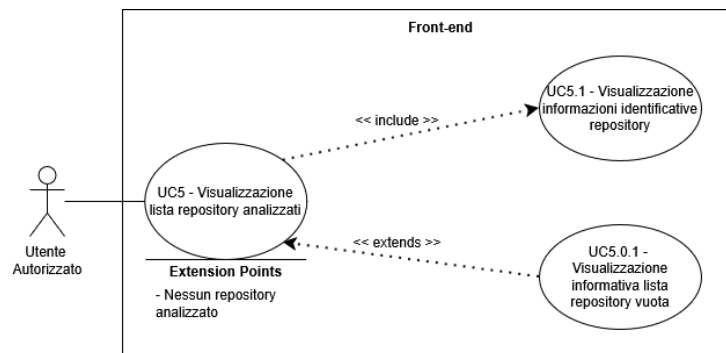 Front-end
UC5.1 - Visualizzazione
informazioni identificative
repository
<< include >>
UC5 - Visualizzazione
lista repository analizzati
Utente
Autorizzato
<< extends >>
Extension Points
- Nessun repository
analizzato
UC5.0.1 -
Visualizzazione
informativa lista
repository vuota